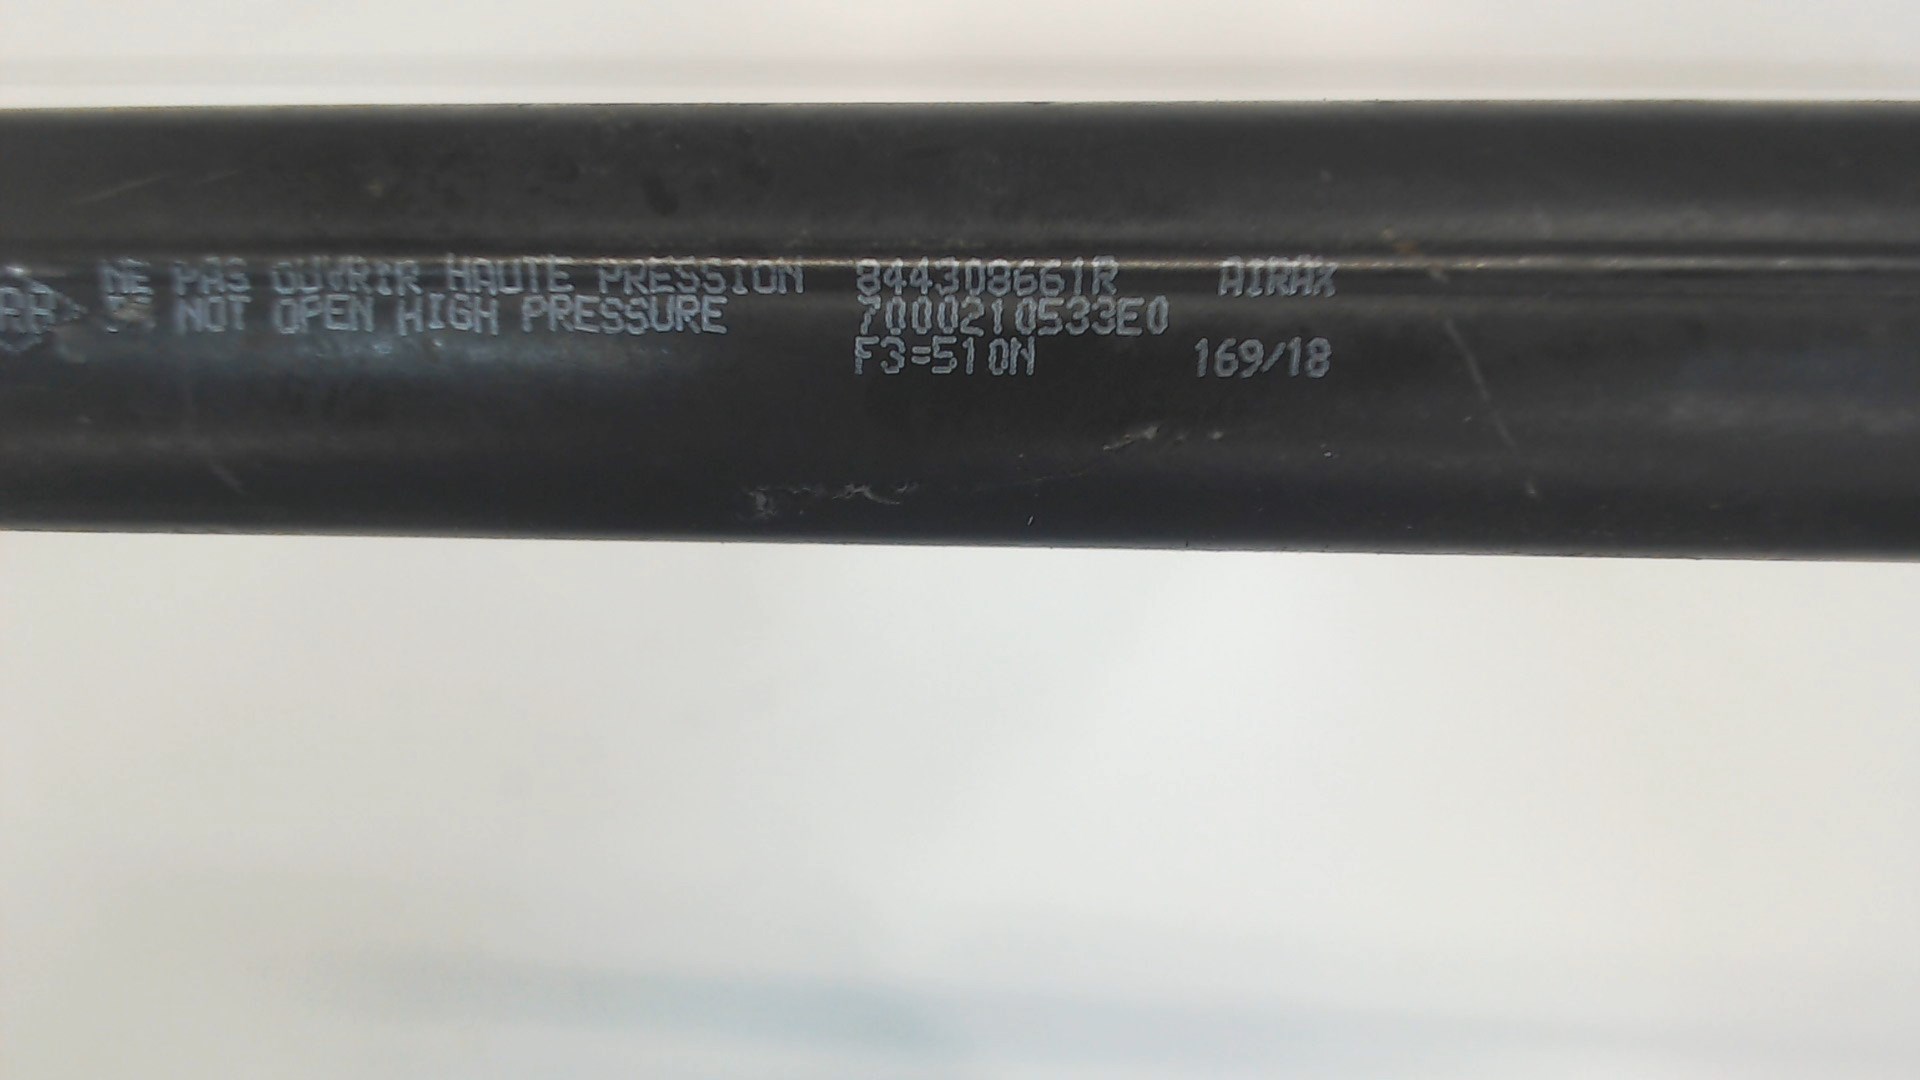 NE PAS OUVRIR HAUTE PRESSION 844308661R AIRAX
NOT OPEN HIGH PRESSURE 7000210533E0
F3=510N 169/18